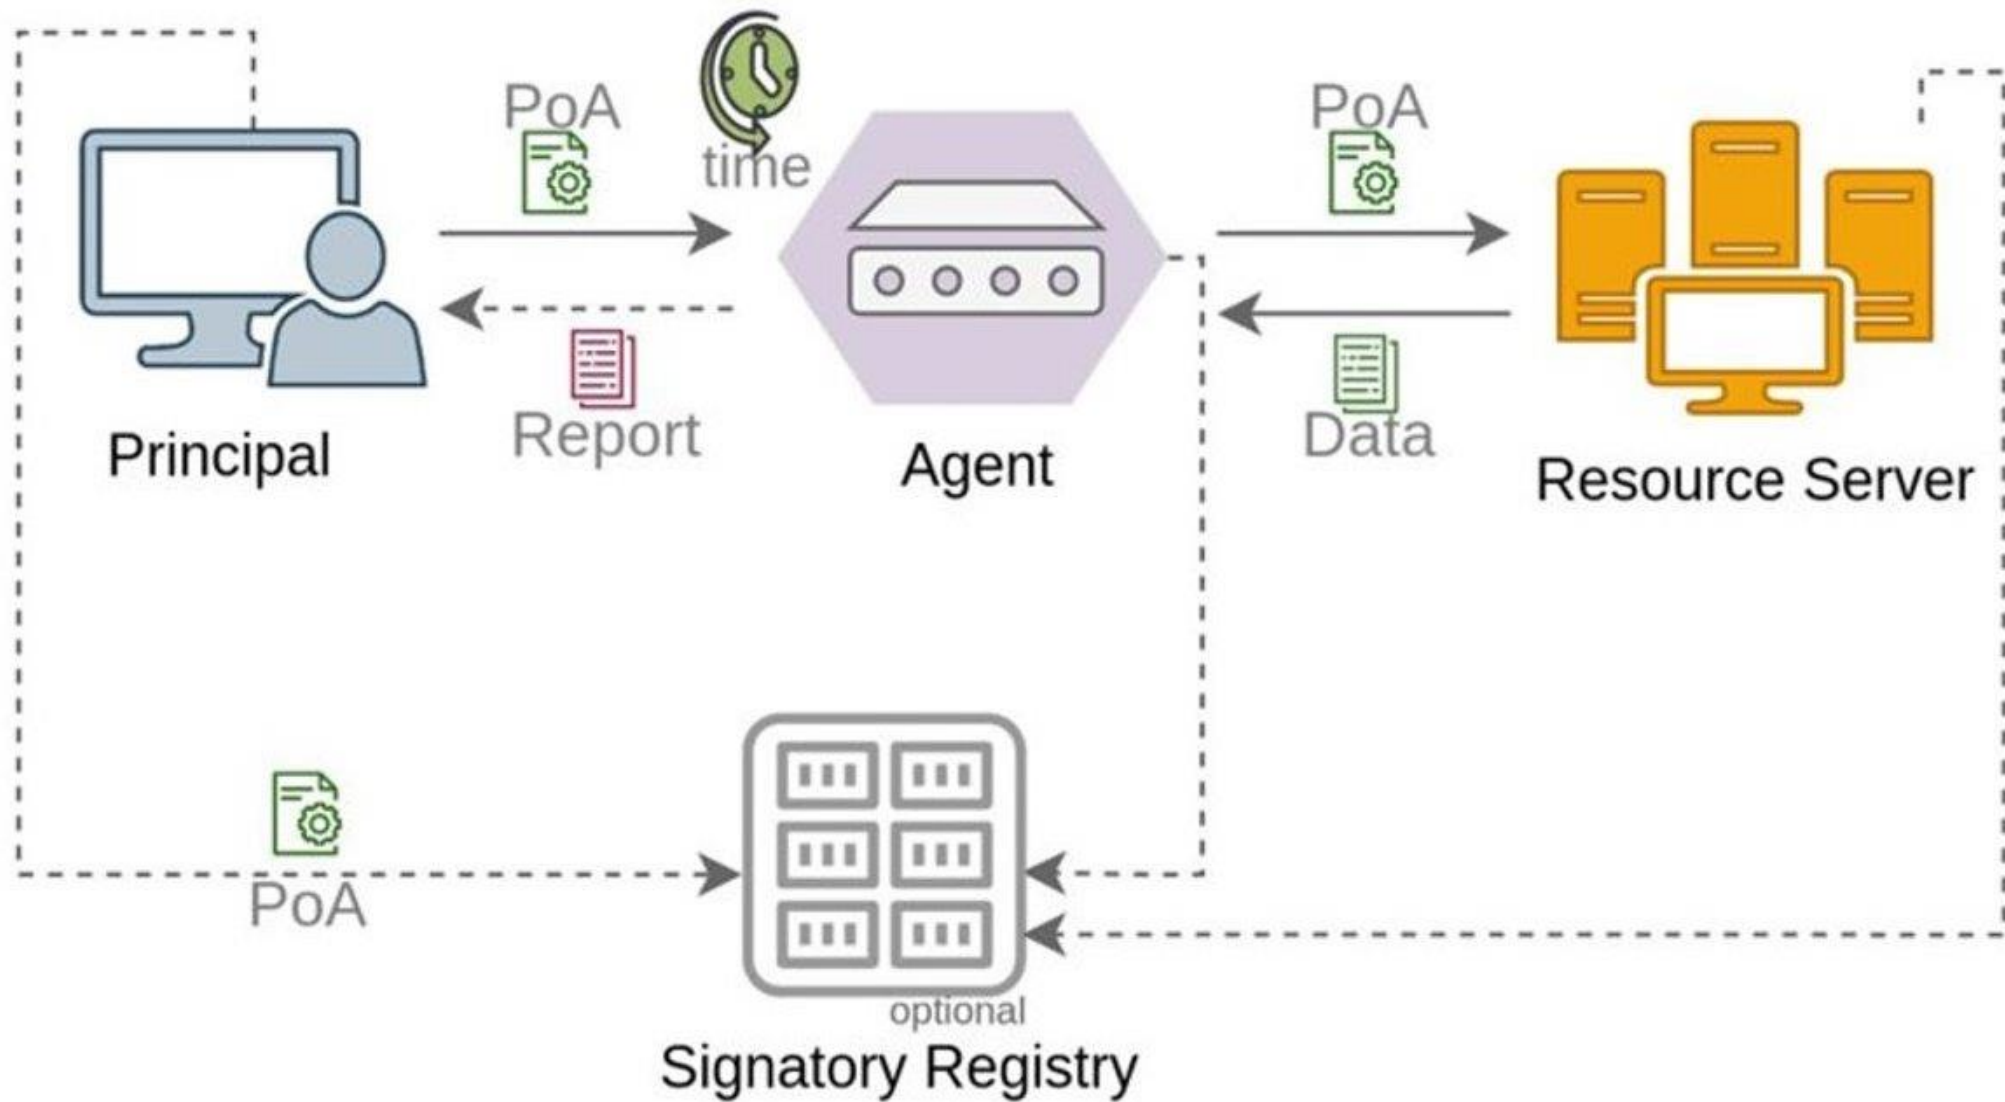 PoA
time
PoA
Report
Data
Principal
Agent
Resource Server
PoA
optional
Signatory Registry